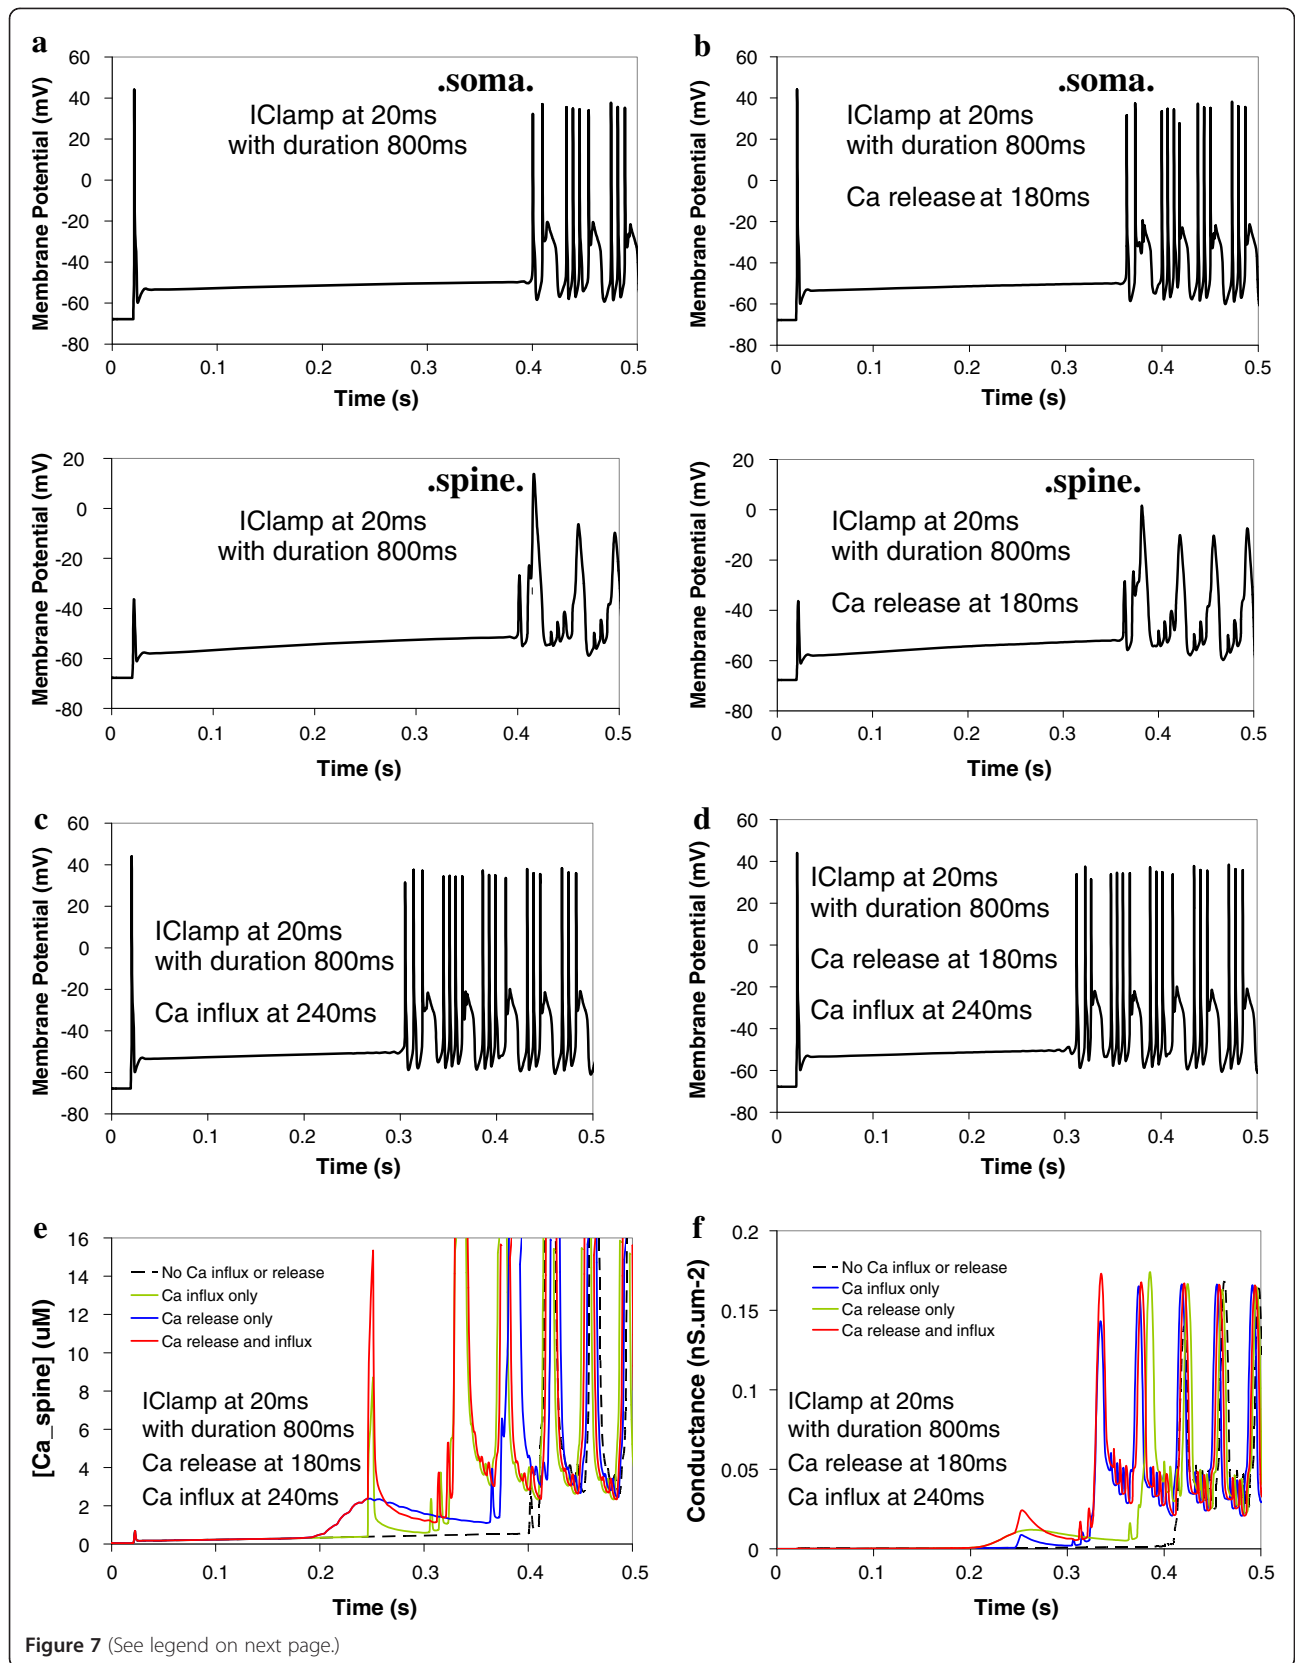 a
60
40
20
0
-20
-40
-60
-80
Membrane Potential (mV)
.soma.
IClamp at 20ms
with duration 800ms
0
0.1
0.2
0.3
0.4
0.5
Time (s)
b
60
40
20
0
-20
-40
-60
-80
Membrane Potential (mV)
.soma.
IClamp at 20ms
with duration 800ms
Ca release at 180ms
0
0.1
0.2
0.3
0.4
0.5
Time (s)
20
0
-20
-40
-60
-80
Membrane Potential (mV)
.spine.
IClamp at 20ms
with duration 800ms
0
0.1
0.2
0.3
0.4
0.5
Time (s)
20
0
-20
-40
-60
-80
Membrane Potential (mV)
.spine.
IClamp at 20ms
with duration 800ms
Ca release at 180ms
0
0.1
0.2
0.3
0.4
0.5
Time (s)
c
60
40
20
0
-20
-40
-60
-80
Membrane Potential (mV)
IClamp at 20ms
with duration 800ms
Ca influx at 240ms
0
0.1
0.2
0.3
0.4
0.5
Time (s)
d
60
40
20
0
-20
-40
-60
-80
Membrane Potential (mV)
IClamp at 20ms
with duration 800ms
Ca release at 180ms
Ca influx at 240ms
0
0.1
0.2
0.3
0.4
0.5
Time (s)
e
16
14
12
10
8
6
4
2
0
[Ca_spine] (uM)
No Ca influx or release
Ca influx only
Ca release only
Ca release and influx
IClamp at 20ms
with duration 800ms
Ca release at 180ms
Ca influx at 240ms
0
0.1
0.2
0.3
0.4
0.5
Time (s)
f
0.2
0.15
0.1
0.05
0
Conductance (nS.um-2)
No Ca influx or release
Ca influx only
Ca release only
Ca release and influx
IClamp at 20ms
with duration 800ms
Ca release at 180ms
Ca influx at 240ms
0
0.1
0.2
0.3
0.4
0.5
Time (s)
Figure 7 (See legend on next page.)